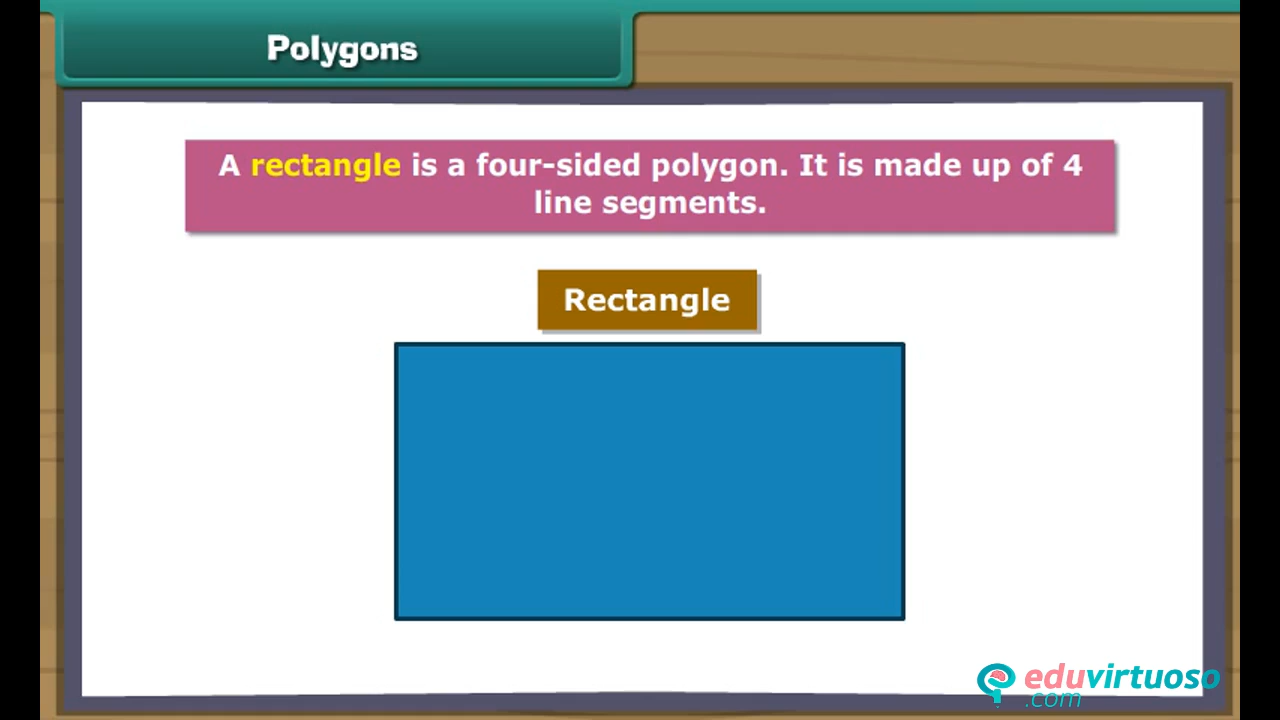 Polygons
A rectangle is a four-sided polygon. It is made up of 4
line segments.
Rectangle
eduvirtuoso
.com